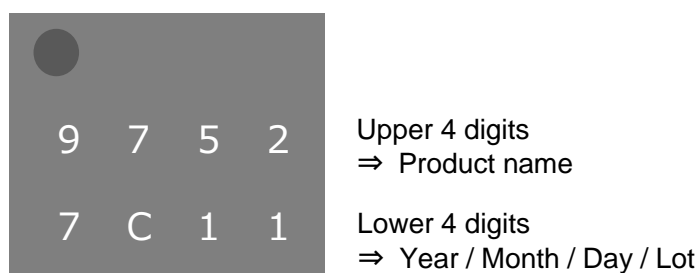 9 7 5 2
Upper 4 digits
⇒ Product name
7 C 1 1
Lower 4 digits
⇒ Year / Month / Day / Lot